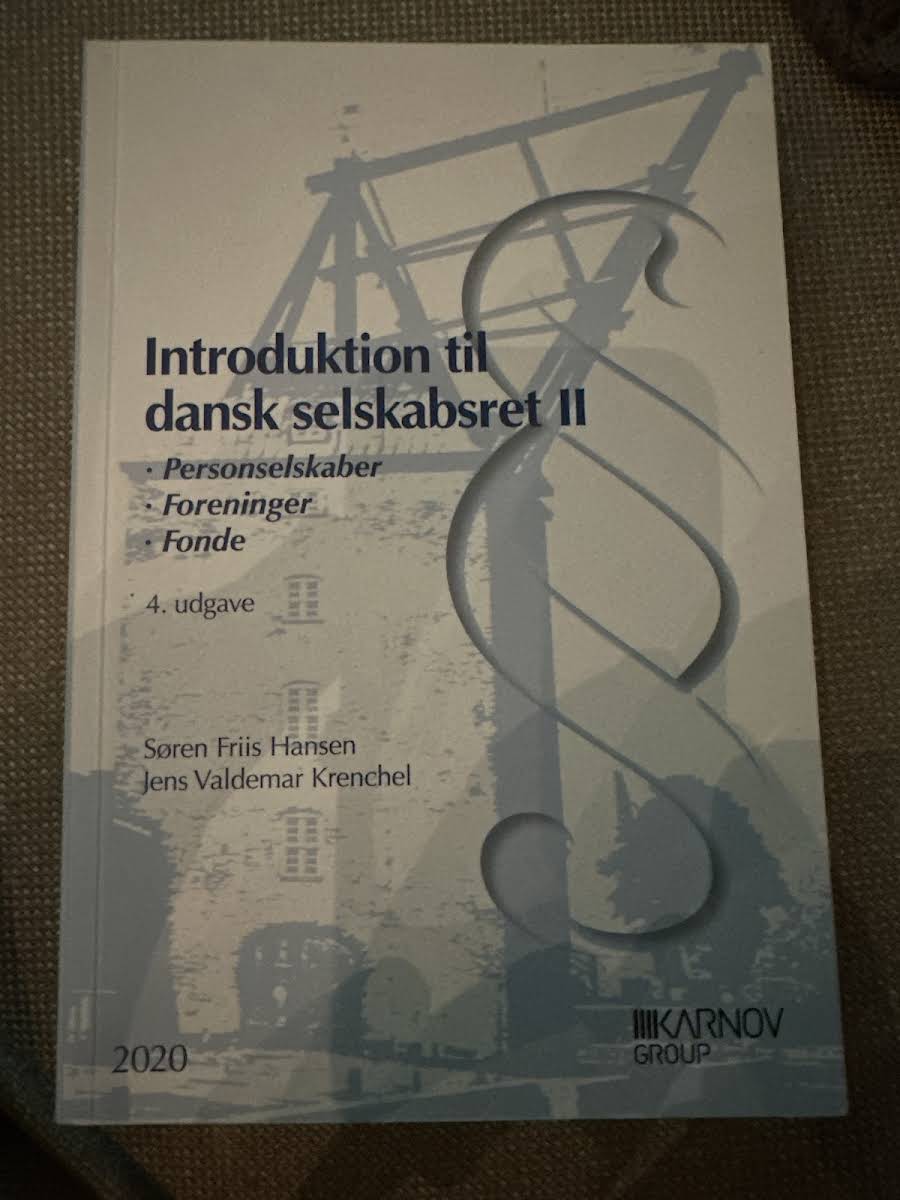 Introduktion til
dansk selskabsret II
· Personselskaber
· Foreninger
· Fonde
4. udgave
Søren Friis Hansen
Jens Valdemar Krenchel
2020
KARNOV
GROUP